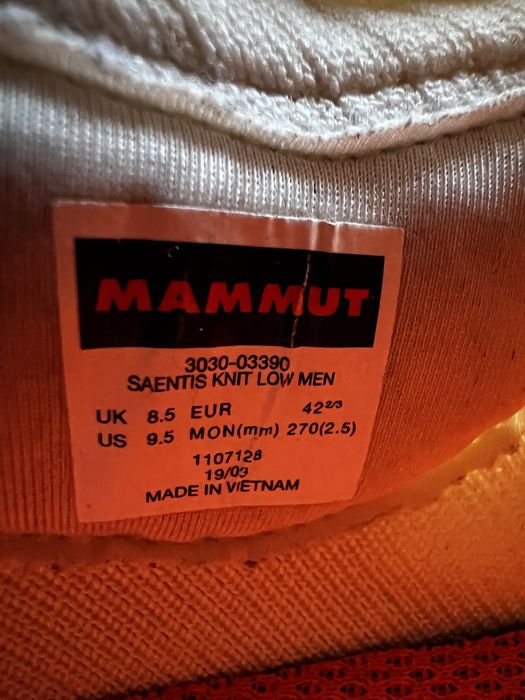 MAMMUT
3030-03390
SAENTIS KNIT LOW MEN
UK 8.5 EUR 42 2/3
US 9.5 MON(mm) 270(2.5)
1107128
19/03
MADE IN VIETNAM